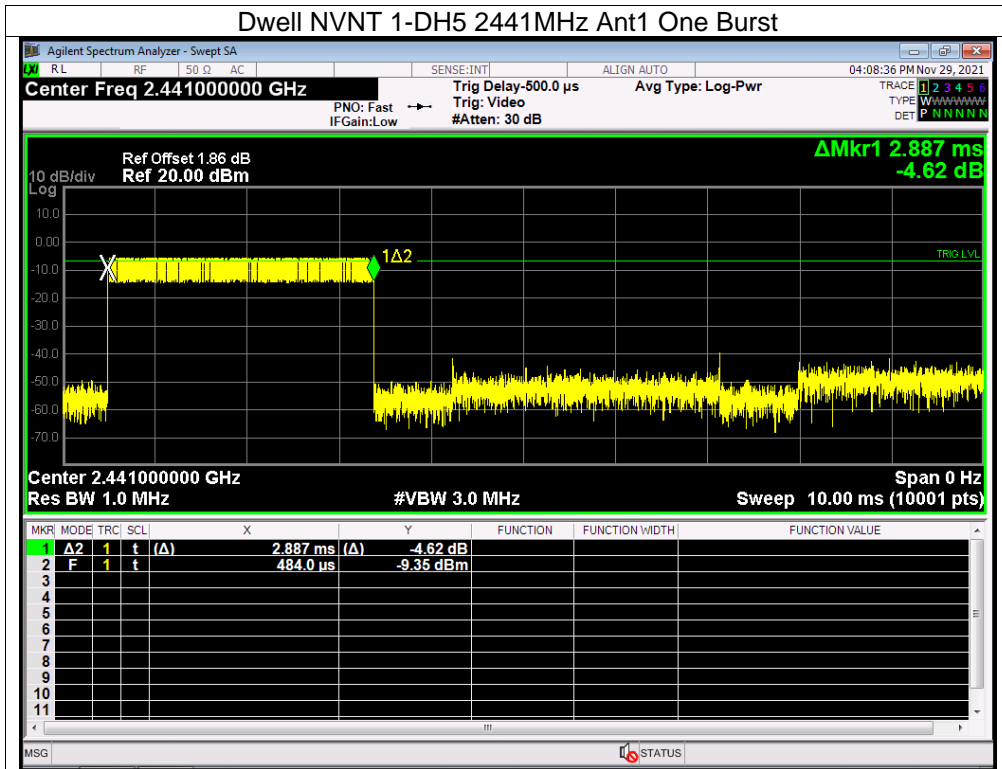 Dwell NVNT 1-DH5 2441MHz Ant1 One Burst
Agilent Spectrum Analyzer - Swept SA
LXI RL RF 50 Ω AC SENSE:INT ALIGN AUTO 04:08:36 PM Nov 29, 2021
Center Freq 2.441000000 GHz
PNO: Fast
IFGain:Low
Trig Delay-500.0 µs
Trig: Video
#Atten: 30 dB
Avg Type: Log-Pwr
TRACE 1 2 3 4 5 6
TYPE WWWWWW
DET P N N N N N
ΔMkr1 2.887 ms
-4.62 dB
Ref Offset 1.86 dB
10 dB/div Ref 20.00 dBm
Log
10.0
0.00
-10.0
-20.0
-30.0
-40.0
-50.0
-60.0
-70.0
1Δ2
TRIG LVL
Center 2.441000000 GHz Span 0 Hz
Res BW 1.0 MHz #VBW 3.0 MHz Sweep 10.00 ms (10001 pts)
MKR MODE TRC SCL X Y FUNCTION FUNCTION WIDTH FUNCTION VALUE
1 Δ2 1 t (Δ) 2.887 ms (Δ) -4.62 dB
2 F 1 t 484.0 µs -9.35 dBm
3
4
5
6
7
8
9
10
11
MSG STATUS